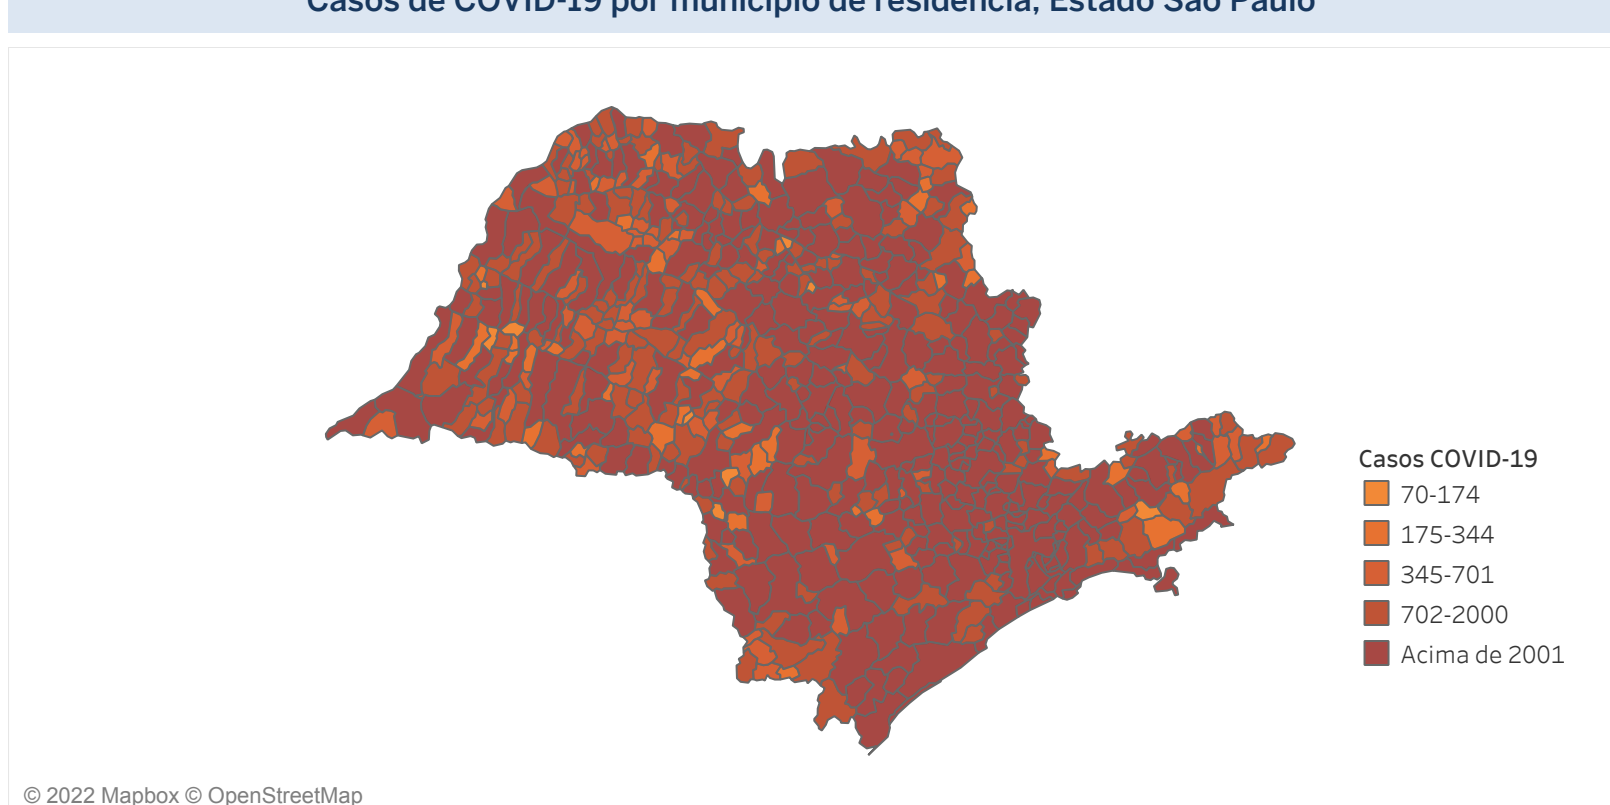 Casos de COVID-19 por município de residência, Estado São Paulo
Casos COVID-19
70-174
175-344
345-701
702-2000
Acima de 2001
© 2022 Mapbox © OpenStreetMap